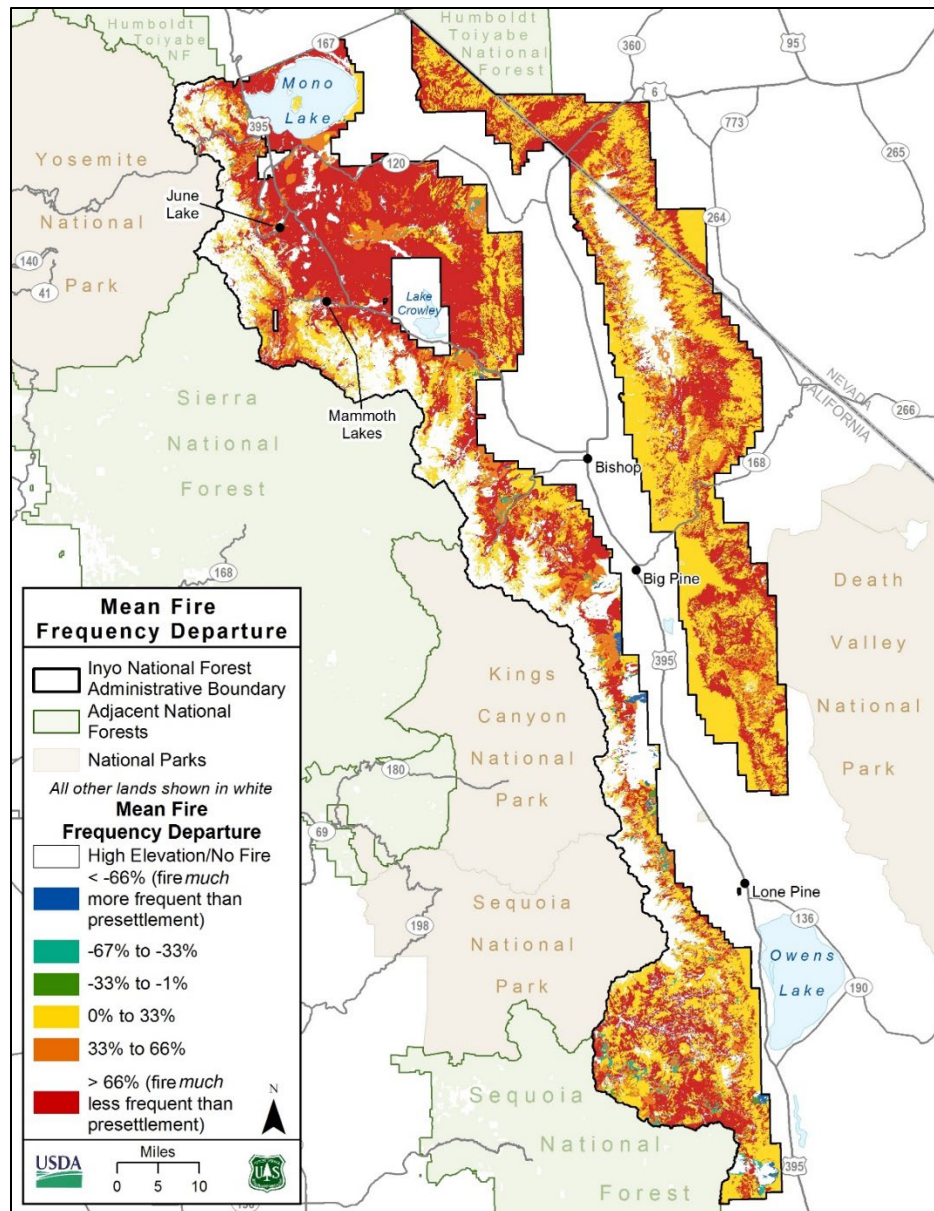 Humboldt
Toiyabe
NF
167
Humboldt
Toiyabe
National
Forest
360
95
6
Mono
Lake
395
773
265
Yosemite
National
Park
120
June
Lake
264
140
41
Lake
Crowley
NEVADA
CALIFORNIA
266
Sierra
National
Forest
Mammoth
Lakes
Bishop
168
168
Big Pine
Death
Valley
National
Park
395
Kings
Canyon
National
Park
180
69
Lone Pine
136
198
Sequoia
National
Park
Owens
Lake
190
Sequoia
National
Forest
395
Mean Fire
Frequency Departure
Inyo National Forest
Administrative Boundary
Adjacent National
Forests
National Parks
All other lands shown in white
Mean Fire
Frequency Departure
High Elevation/No Fire
< -66% (fire much
more frequent than
presettlement)
-67% to -33%
-33% to -1%
0% to 33%
33% to 66%
> 66% (fire much
less frequent than
presettlement)
N
USDA
Miles
0 5 10
U S